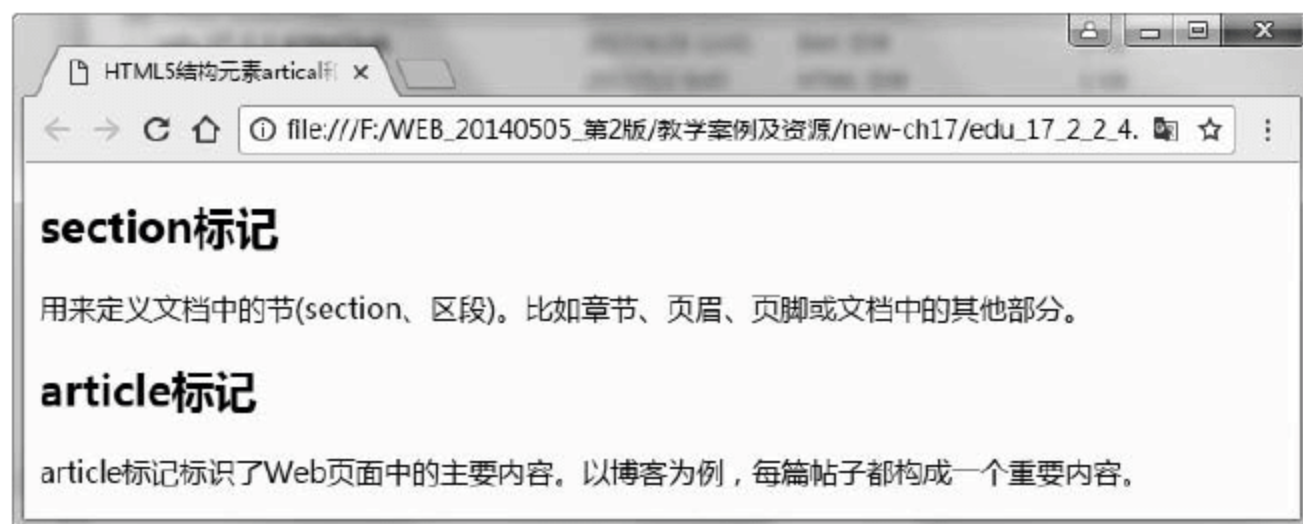 HTML5结构元素artical
file:///F:/WEB_20140505_第2版/教学案例及资源/new-ch17/edu_17_2_2_4.
section标记
用来定义文档中的节(section、区段)。比如章节、页眉、页脚或文档中的其他部分。
article标记
article标记标识了Web页面中的主要内容。以博客为例，每篇帖子都构成一个重要内容。